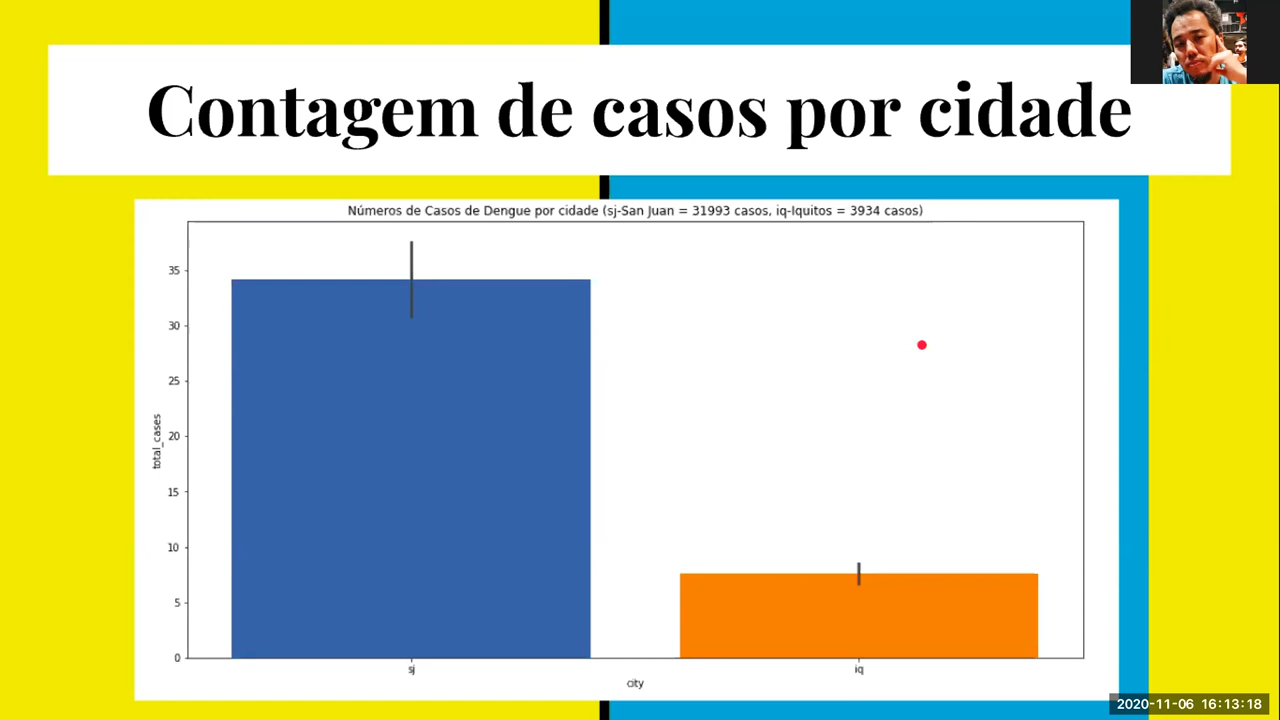 Contagem de casos por cidade
Números de Casos de Dengue por cidade (sj-San Juan = 31993 casos, iq-Iquitos = 3934 casos)
35
30
25
20
15
10
5
0
total_cases
sj
iq
city
2020-11-06 16:13:18